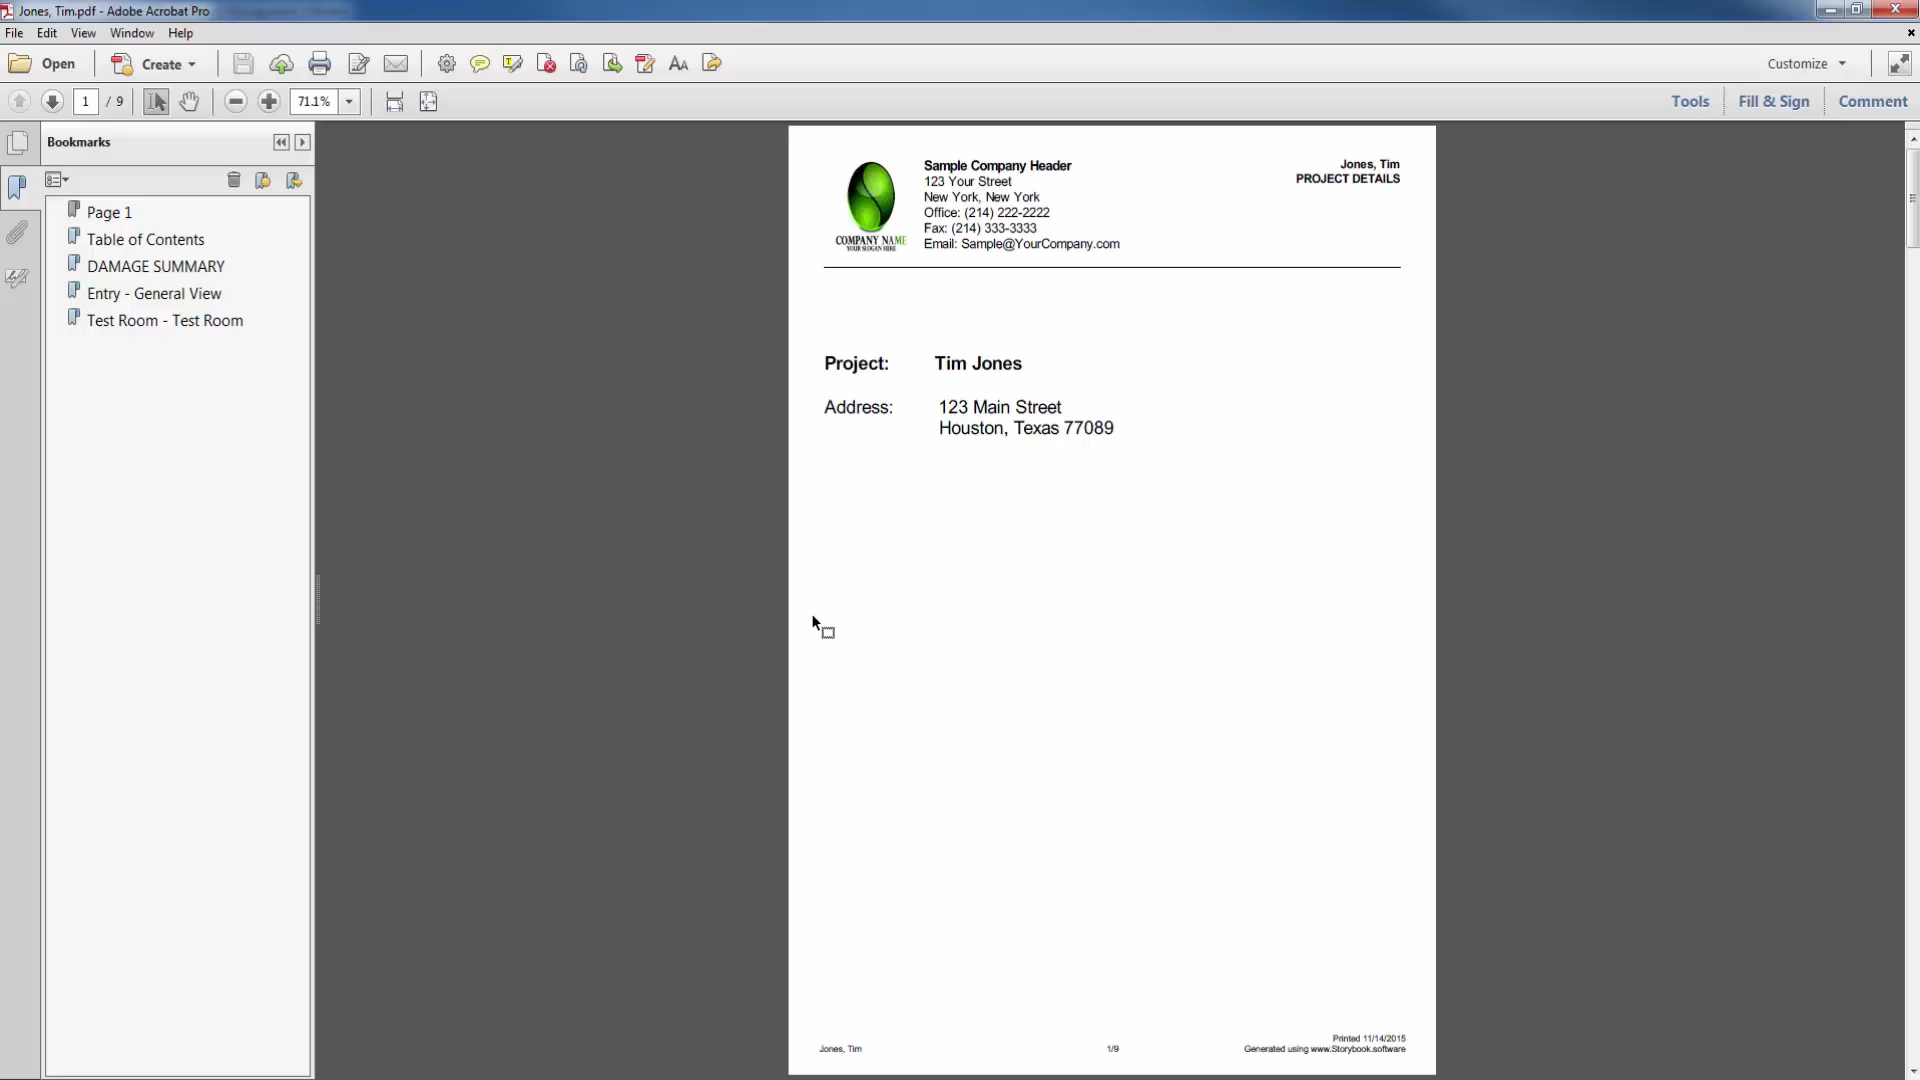 Jones, Tim.pdf - Adobe Acrobat Pro
File Edit View Window Help
Open Create Customize
1 / 9 71.1% Tools Fill & Sign Comment
Bookmarks
Page 1
Table of Contents
DAMAGE SUMMARY
Entry - General View
Test Room - Test Room
COMPANY NAME
YOUR SLOGAN HERE
Sample Company Header
123 Your Street
New York, New York
Office: (214) 222-2222
Fax: (214) 333-3333
Email: Sample@YourCompany.com
Jones, Tim
PROJECT DETAILS
Project: Tim Jones
Address: 123 Main Street
Houston, Texas 77089
Printed 11/14/2015
Jones, Tim 1/9 Generated using www.Storybook.software